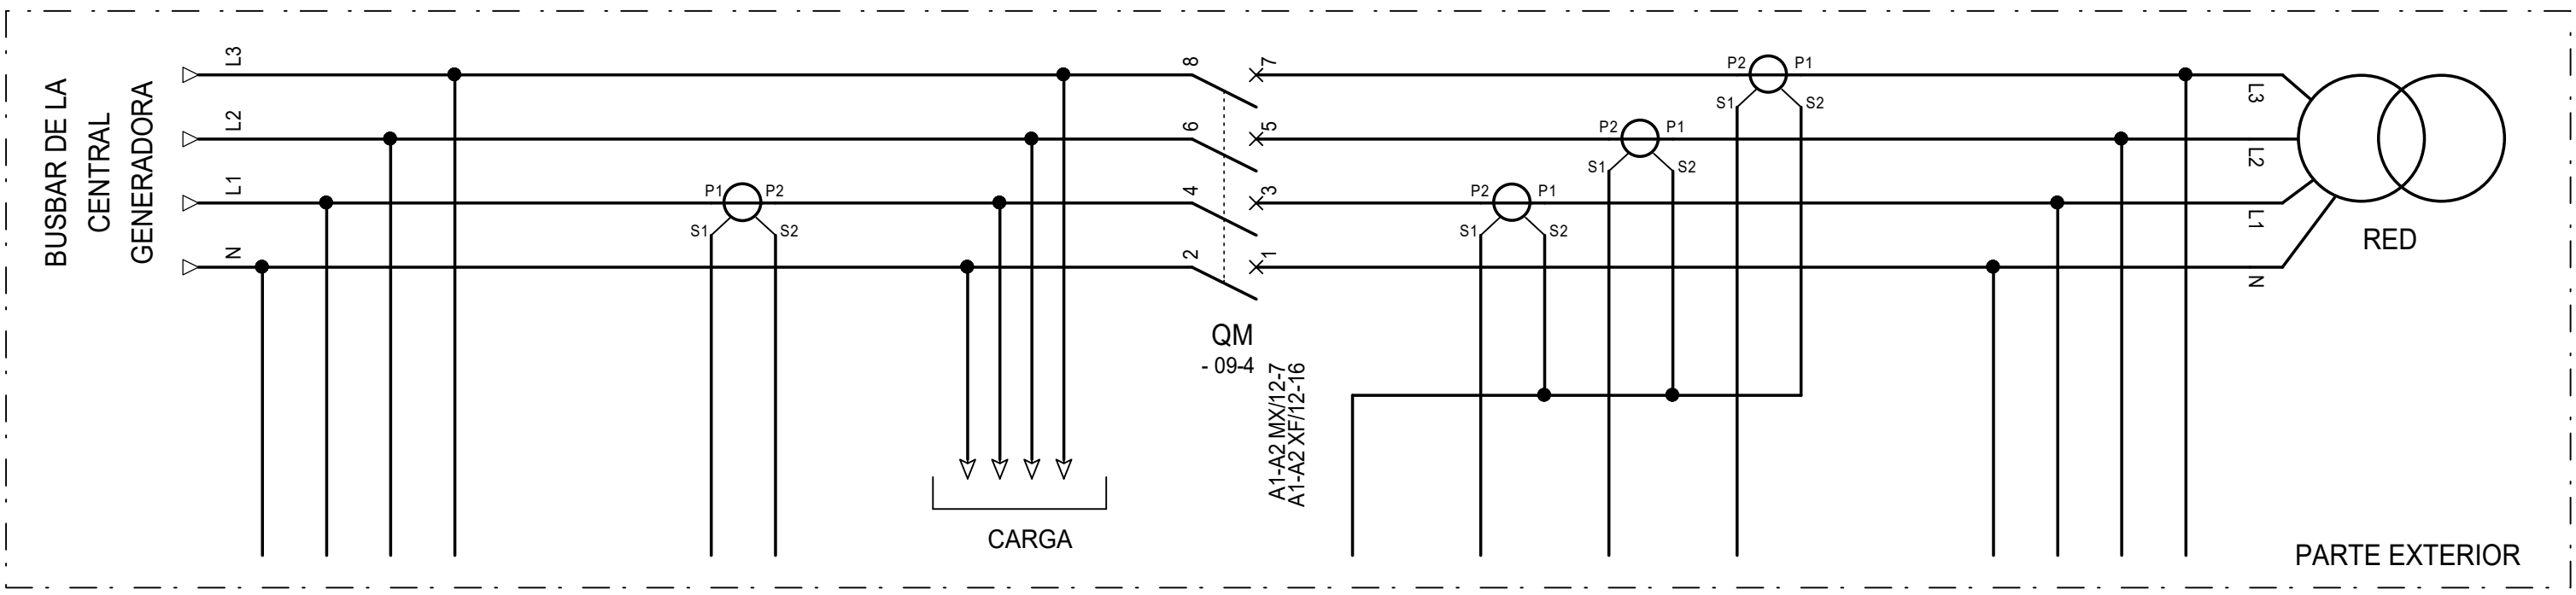 BUSBAR DE LA
CENTRAL
GENERADORA
L3
L2
L1
N
P1
P2
S1
S2
CARGA
8
7
6
5
4
3
2
1
QM
- 09-4
A1-A2 MX/12-7
A1-A2 XF/12-16
P2
P1
S1
S2
P2
P1
S1
S2
P2
P1
S1
S2
L3
L2
L1
N
RED
PARTE EXTERIOR